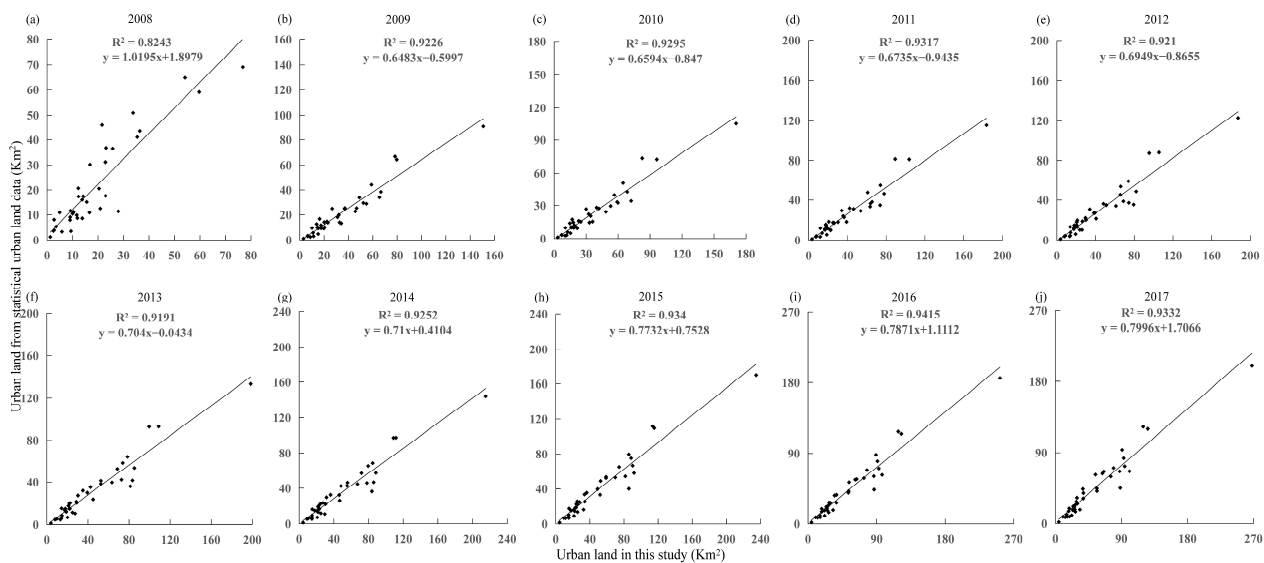 (a) 2008
R² = 0.8243
y = 1.0195x+1.8979
80
70
60
50
40
30
20
10
0
0 10 20 30 40 50 60 70 80
(b) 2009
R² = 0.9226
y = 0.6483x−0.5997
160
140
120
100
80
60
40
20
0
0 20 40 60 80 100 120 140 160
(c) 2010
R² = 0.9295
y = 0.6594x−0.847
180
150
120
90
60
30
0
0 30 60 90 120 150 180
(d) 2011
R² = 0.9317
y = 0.6735x−0.9435
200
160
120
80
40
0
0 40 80 120 160 200
(e) 2012
R² = 0.921
y = 0.6949x−0.8655
200
160
120
80
40
0
0 40 80 120 160 200
Urban land from statistical urban land data (Km²)
(f) 2013
R² = 0.9191
y = 0.704x−0.0434
200
160
120
80
40
0
0 40 80 120 160 200
(g) 2014
R² = 0.9252
y = 0.71x+0.4104
240
200
160
120
80
40
0
0 40 80 120 160 200 240
(h) 2015
R² = 0.934
y = 0.7732x+0.7528
240
200
160
120
80
40
0
0 40 80 120 160 200 240
(i) 2016
R² = 0.9415
y = 0.7871x+1.1112
270
180
90
0
0 90 180 270
(j) 2017
R² = 0.9332
y = 0.7996x+1.7066
270
180
90
0
0 90 180 270
Urban land in this study (Km²)